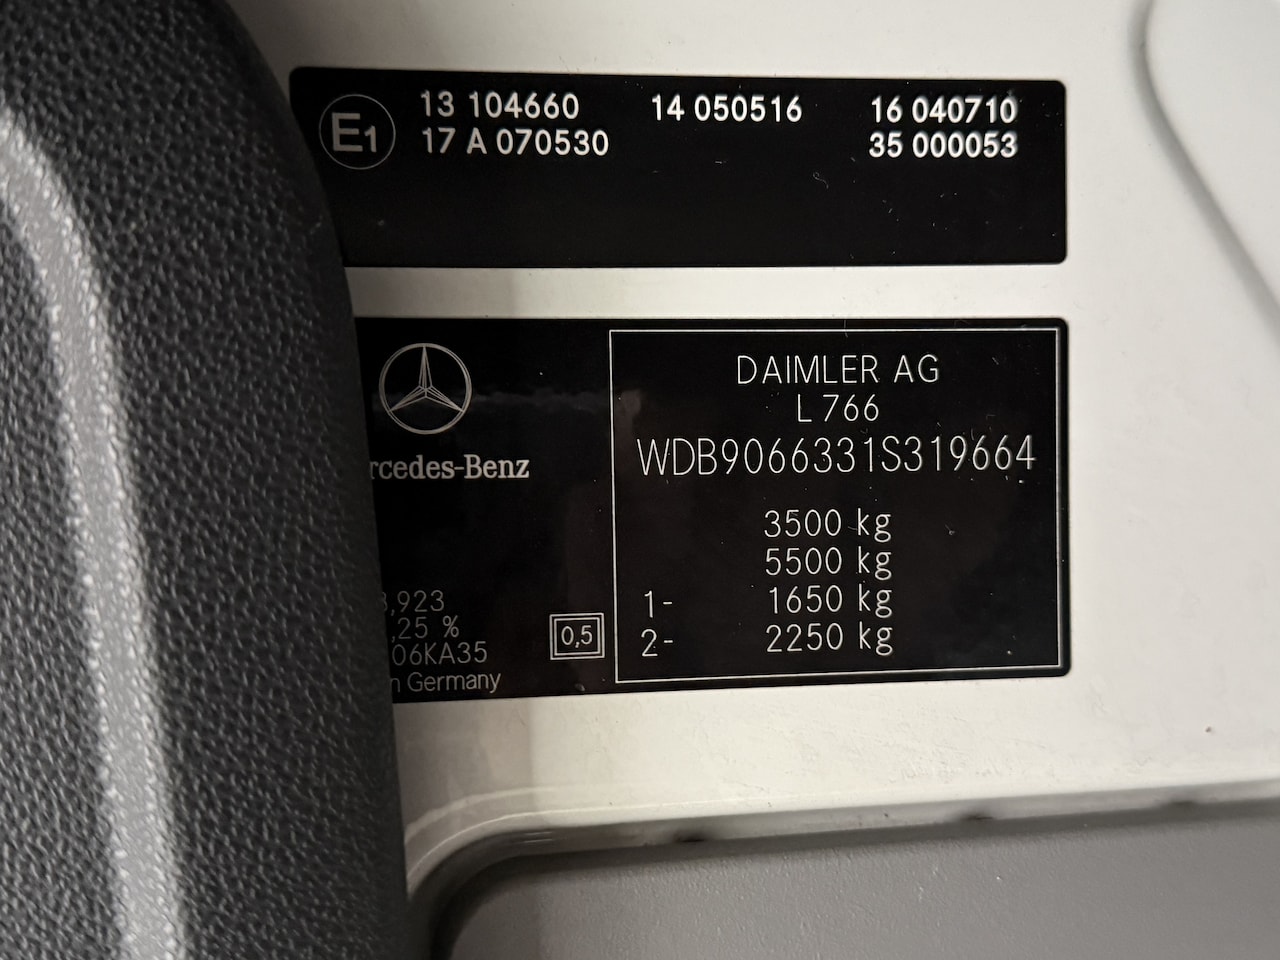 E1 13 104660 14 050516 16 040710
17 A 070530 35 000053
DAIMLER AG
L 766
WDB9066331S319664
rcedes-Benz
3500 kg
5500 kg
1- 1650 kg
2- 2250 kg
,923
,25 %
06KA35
n Germany
0,5